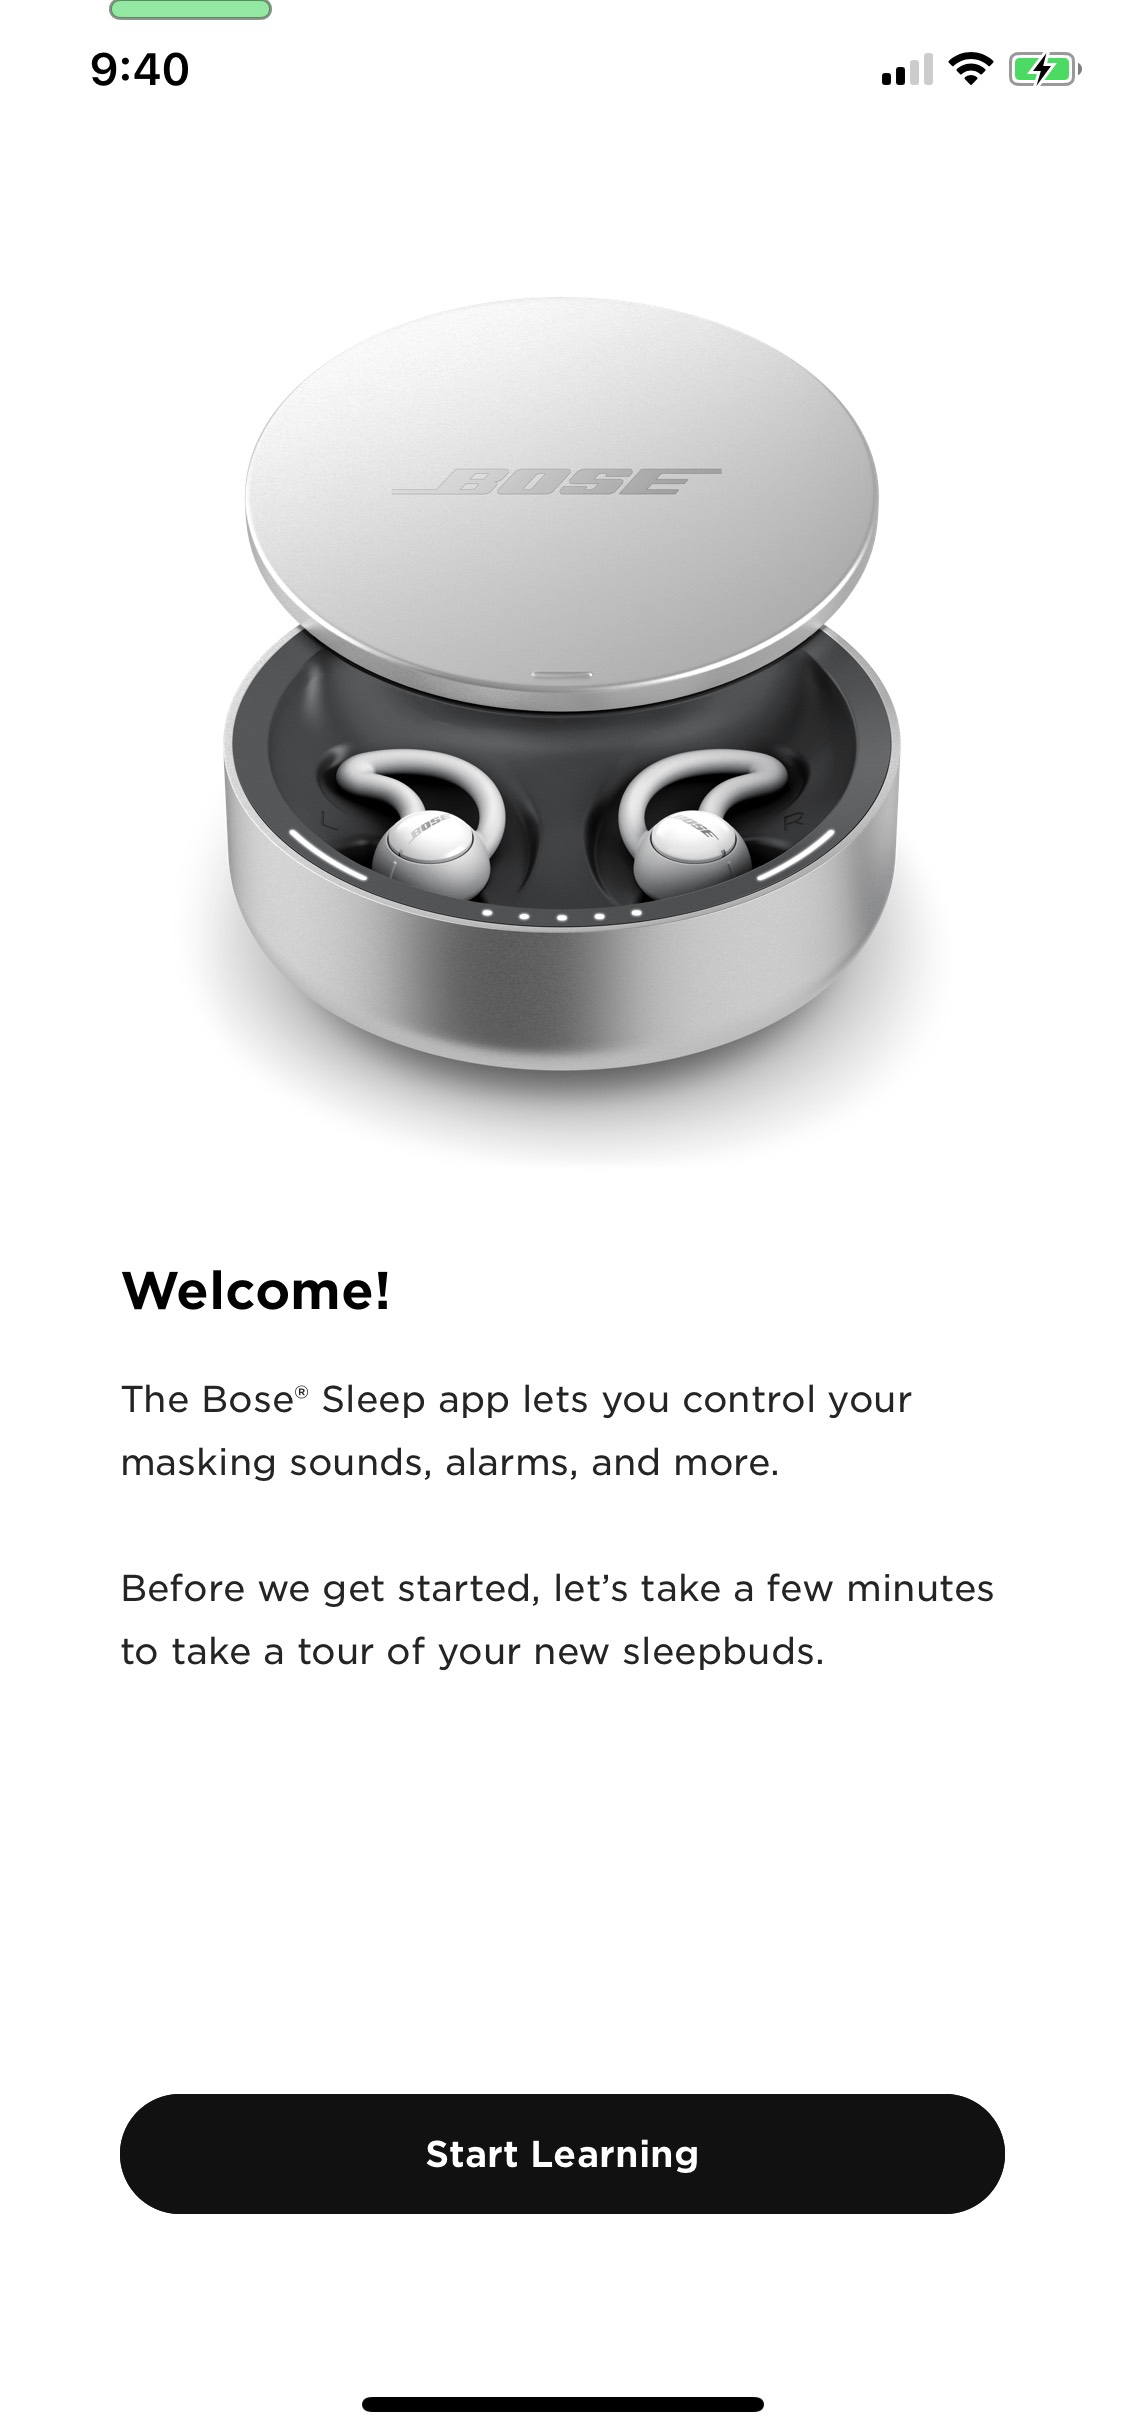 9:40
BOSE
L
BOSE
BOSE
R
Welcome!
The Bose® Sleep app lets you control your
masking sounds, alarms, and more.
Before we get started, let’s take a few minutes
to take a tour of your new sleepbuds.
Start Learning